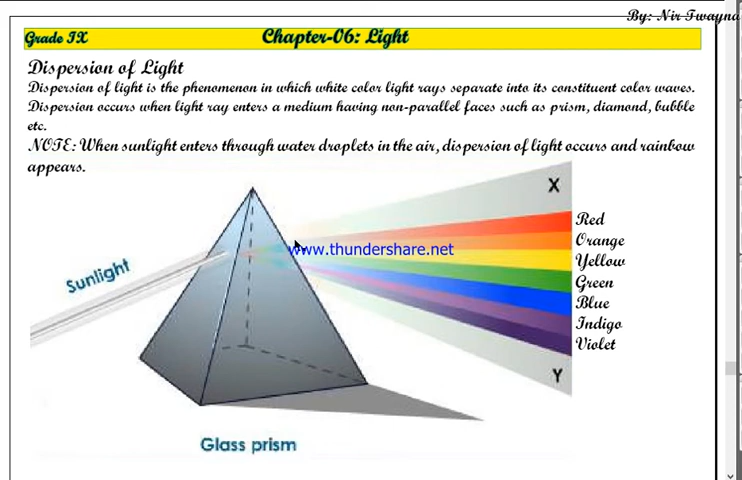 By: Nir Twayna
Grade IX
Chapter-06: Light
Dispersion of Light
Dispersion of light is the phenomenon in which white color light rays separate into its constituent color waves.
Dispersion occurs when light ray enters a medium having non-parallel faces such as prism, diamond, bubble
etc.
NOTE: When sunlight enters through water droplets in the air, dispersion of light occurs and rainbow
appears.
X
Red
Orange
www.thundershare.net
Yellow
Sunlight
Green
Blue
Indigo
Violet
Y
Glass prism